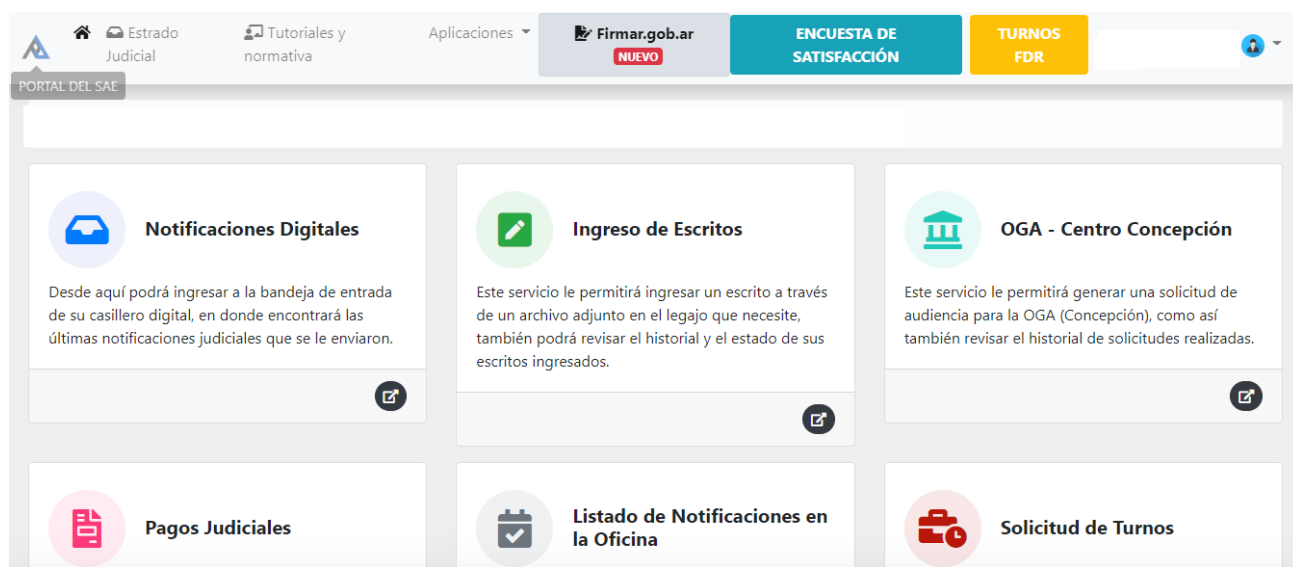 Estrado
Judicial
Tutoriales y
normativa
Aplicaciones
Firmar.gob.ar
NUEVO
ENCUESTA DE
SATISFACCIÓN
TURNOS
FDR
PORTAL DEL SAE
Notificaciones Digitales
Desde aquí podrá ingresar a la bandeja de entrada
de su casillero digital, en donde encontrará las
últimas notificaciones judiciales que se le enviaron.
Ingreso de Escritos
Este servicio le permitirá ingresar un escrito a través
de un archivo adjunto en el legajo que necesite,
también podrá revisar el historial y el estado de sus
escritos ingresados.
OGA - Centro Concepción
Este servicio le permitirá generar una solicitud de
audiencia para la OGA (Concepción), como así
también revisar el historial de solicitudes realizadas.
Pagos Judiciales
Listado de Notificaciones en
la Oficina
Solicitud de Turnos